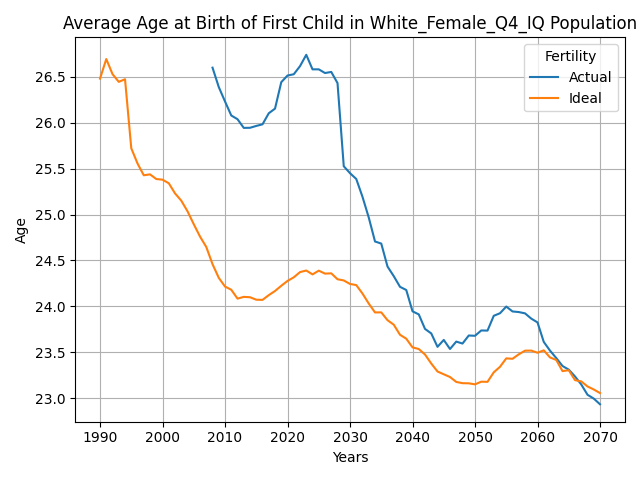 Average Age at Birth of First Child in White_Female_Q4_IQ Population
Fertility
Actual
Ideal
26.5
26.0
25.5
25.0
24.5
24.0
23.5
23.0
Age
1990 2000 2010 2020 2030 2040 2050 2060 2070
Years